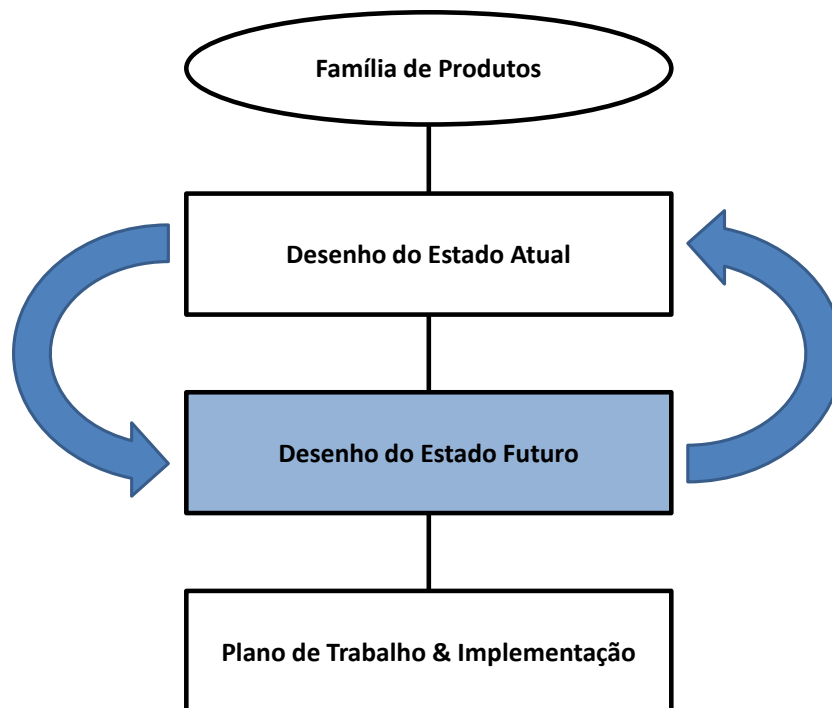 Família de Produtos
Desenho do Estado Atual
Desenho do Estado Futuro
Plano de Trabalho & Implementação